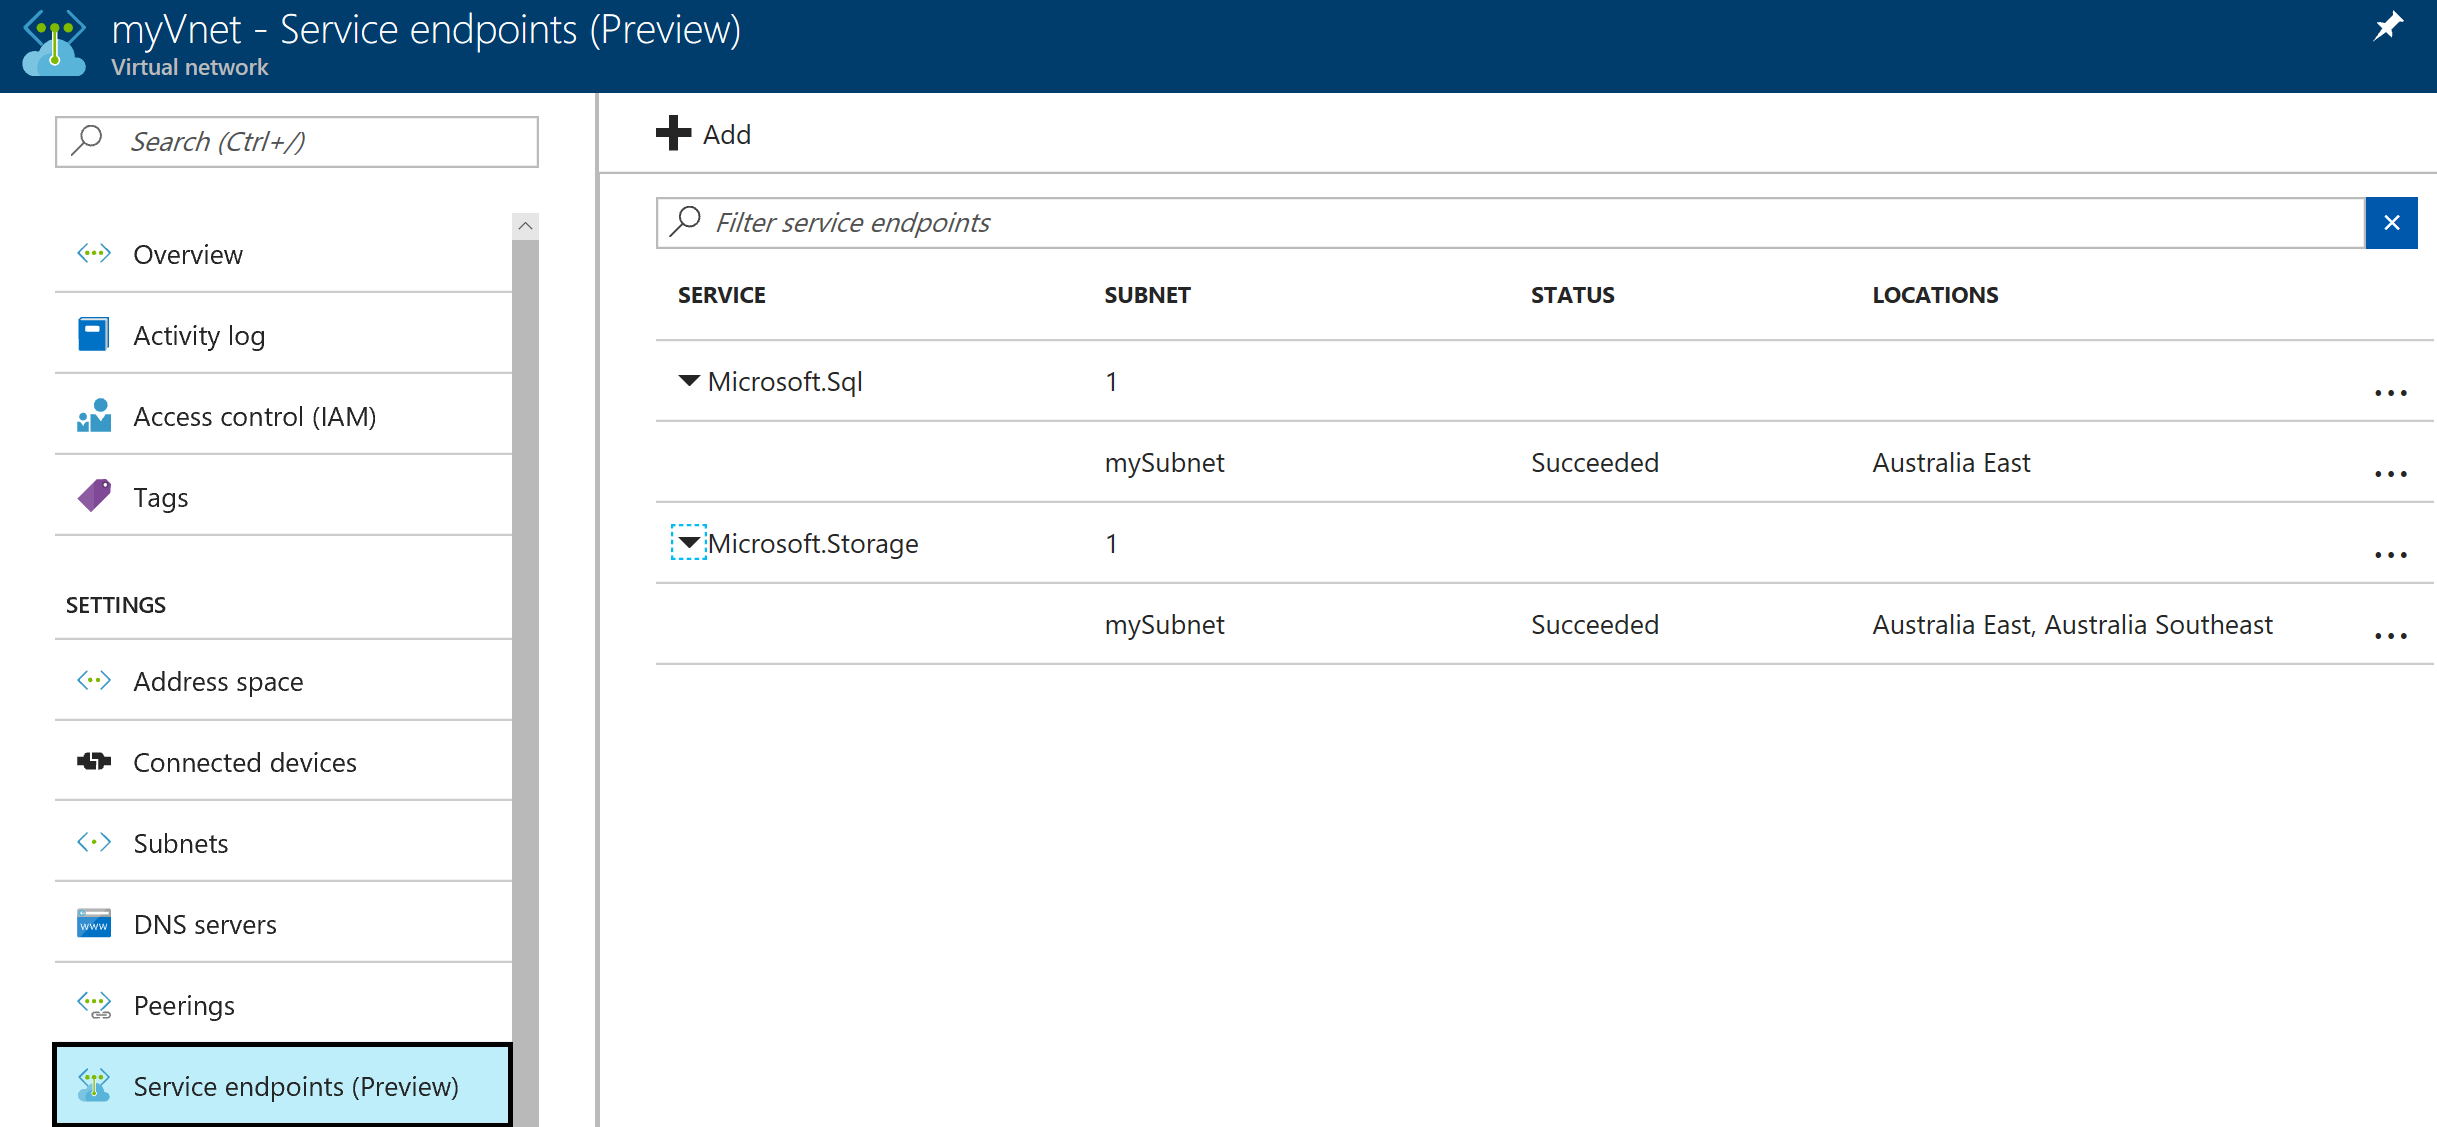 myVnet - Service endpoints (Preview)
Virtual network
Search (Ctrl+/)
Overview
Activity log
Access control (IAM)
Tags
SETTINGS
Address space
Connected devices
Subnets
DNS servers
Peerings
Service endpoints (Preview)
Add
Filter service endpoints
SERVICE SUBNET STATUS LOCATIONS
Microsoft.Sql 1 ...
mySubnet Succeeded Australia East ...
Microsoft.Storage 1 ...
mySubnet Succeeded Australia East, Australia Southeast ...
www